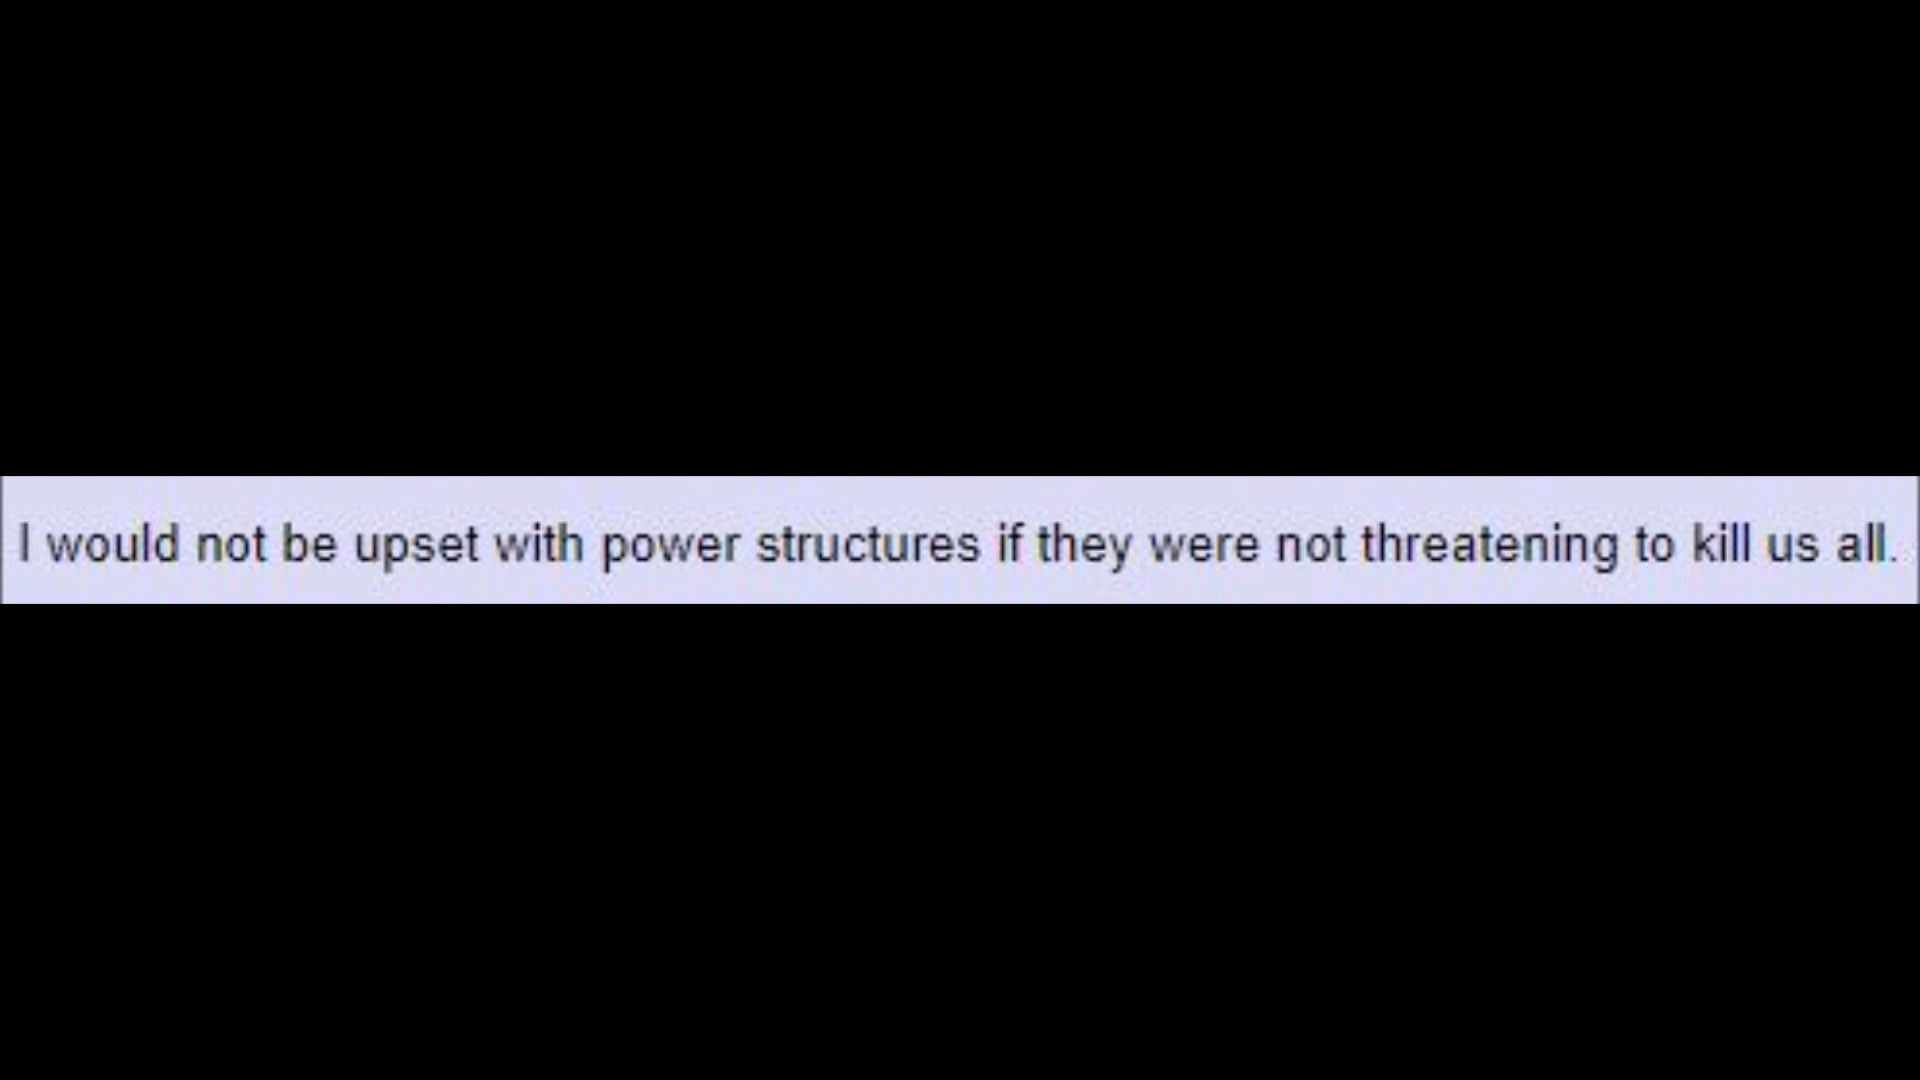 I would not be upset with power structures if they were not threatening to kill us all.